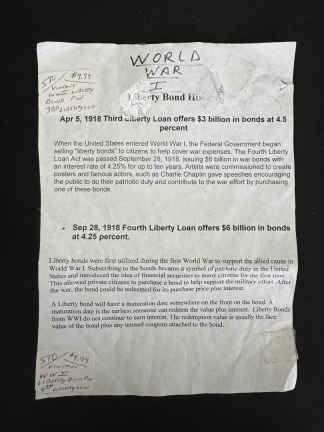 STD / $9.99
WORLD
WAR
I
Liberty Bond
Apr 5, 1918 Third Liberty Loan offers $3 billion in bonds at 4.5
percent
When the United States entered World War I, the Federal Government began
selling "liberty bonds" to citizens to help cover war expenses. The Fourth Liberty
Loan Act was passed September 28, 1918, issuing $6 billion in war bonds with
an interest rate of 4.25% for up to ten years. Artists were commissioned to create
posters and famous actors, such as Charlie Chaplin gave speeches encouraging
the public to do their patriotic duty and contribute to the war effort by purchasing
one of these bonds.
- Sep 28, 1918 Fourth Liberty Loan offers $6 billion in bonds
at 4.25 percent.
Liberty bonds were first utilized during the first World War to support the allied cause in
World War I. Subscribing to the bonds became a symbol of patriotic duty in the United
States and introduced the idea of financial securities to many citizens for the first time.
This allowed private citizens to purchase a bond to help support the military effort. After
the war, the bond could be redeemed for its purchase price plus interest.
A Liberty bond will have a maturation date somewhere on the front on the bond. A
maturation date is the earliest someone can redeem the value plus interest. Liberty Bonds
from WWI do not continue to earn interest. The redemption value is usually the face
value of the bond plus any unused coupon attached to the bond.
STD / $9.99
WWI